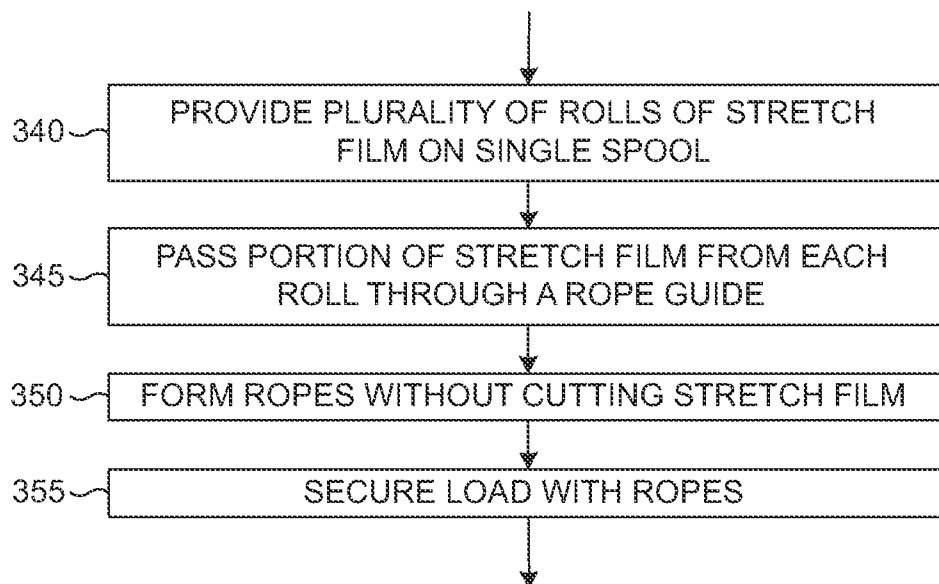 340
PROVIDE PLURALITY OF ROLLS OF STRETCH
FILM ON SINGLE SPOOL
345
PASS PORTION OF STRETCH FILM FROM EACH
ROLL THROUGH A ROPE GUIDE
350
FORM ROPES WITHOUT CUTTING STRETCH FILM
355
SECURE LOAD WITH ROPES